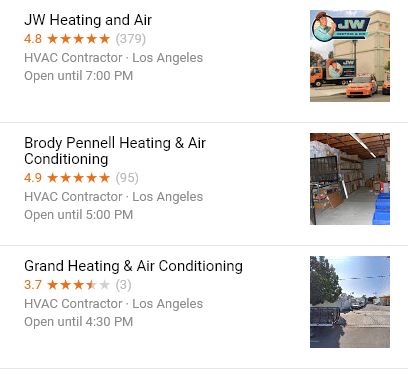 JW Heating and Air
4.8 ★★★★★ (379)
HVAC Contractor · Los Angeles
Open until 7:00 PM
JW
Brody Pennell Heating & Air
Conditioning
4.9 ★★★★★ (95)
HVAC Contractor · Los Angeles
Open until 5:00 PM
Grand Heating & Air Conditioning
3.7 ★★★★★ (3)
HVAC Contractor · Los Angeles
Open until 4:30 PM